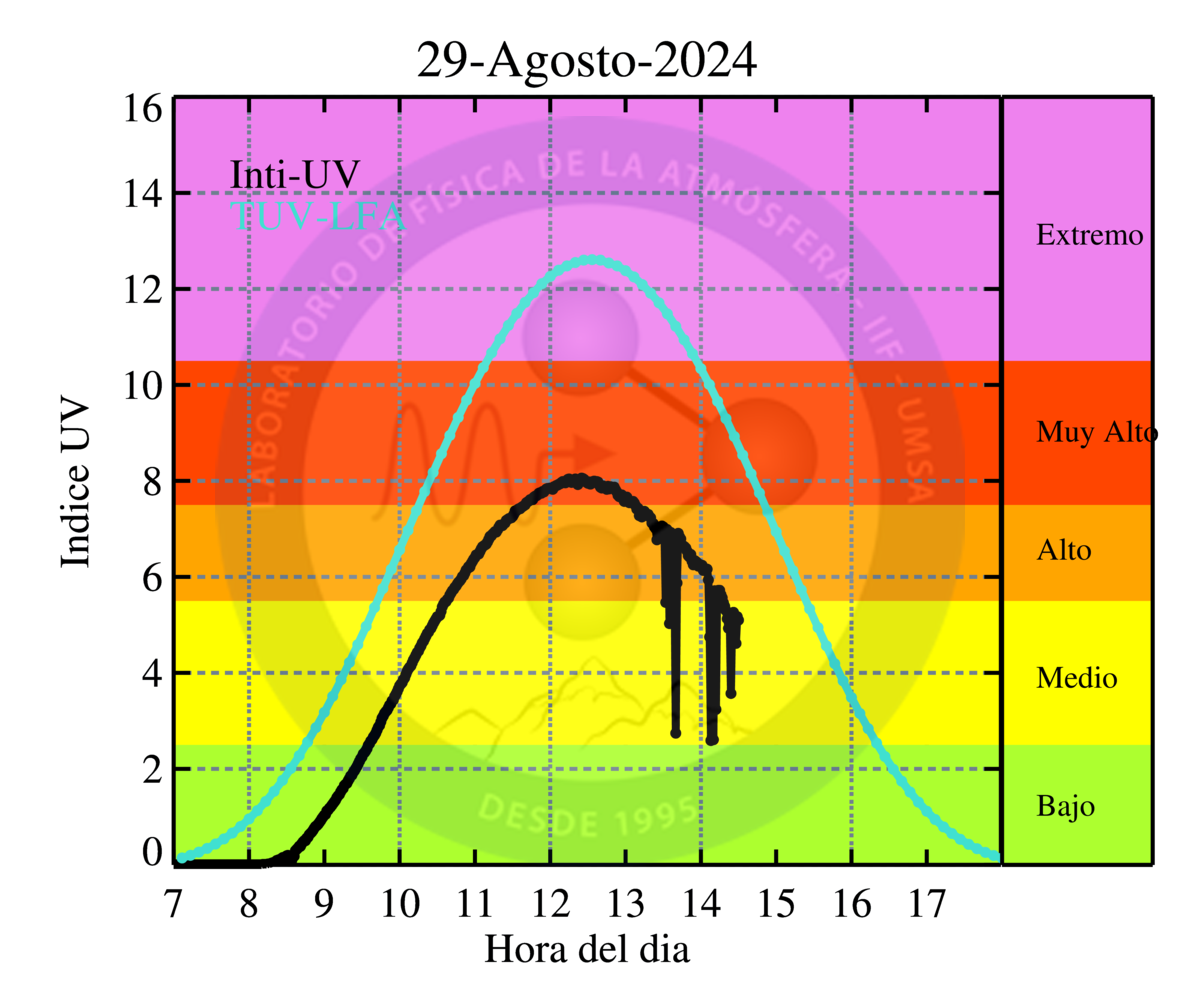 29-Agosto-2024
Inti-UV
TUV-LFA
LABORATORIO DE FÍSICA DE LA ATMÓSFERA - IIF - UMSA
DESDE 1995
Indice UV
16
14
12
10
8
6
4
2
0
Extremo
Muy Alto
Alto
Medio
Bajo
7 8 9 10 11 12 13 14 15 16 17
Hora del dia